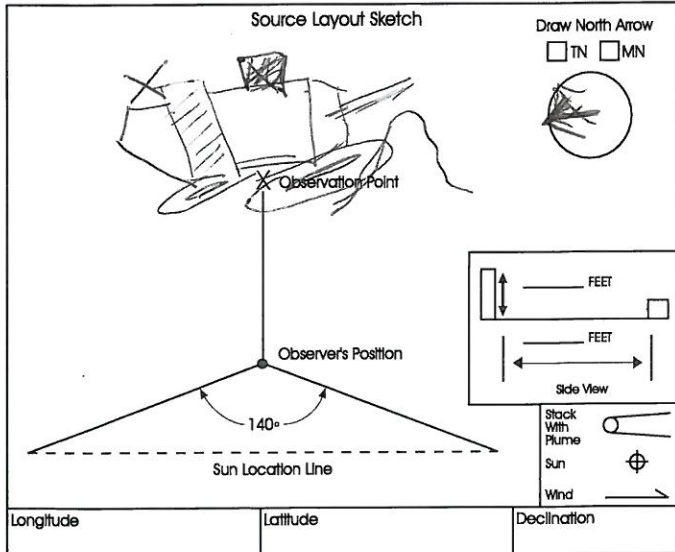 Source Layout Sketch
Draw North Arrow
TN MN
X Observation Point
FEET
FEET
Side View
Observer's Position
140°
Sun Location Line
Stack With Plume
Sun
Wind
Longitude
Latitude
Declination